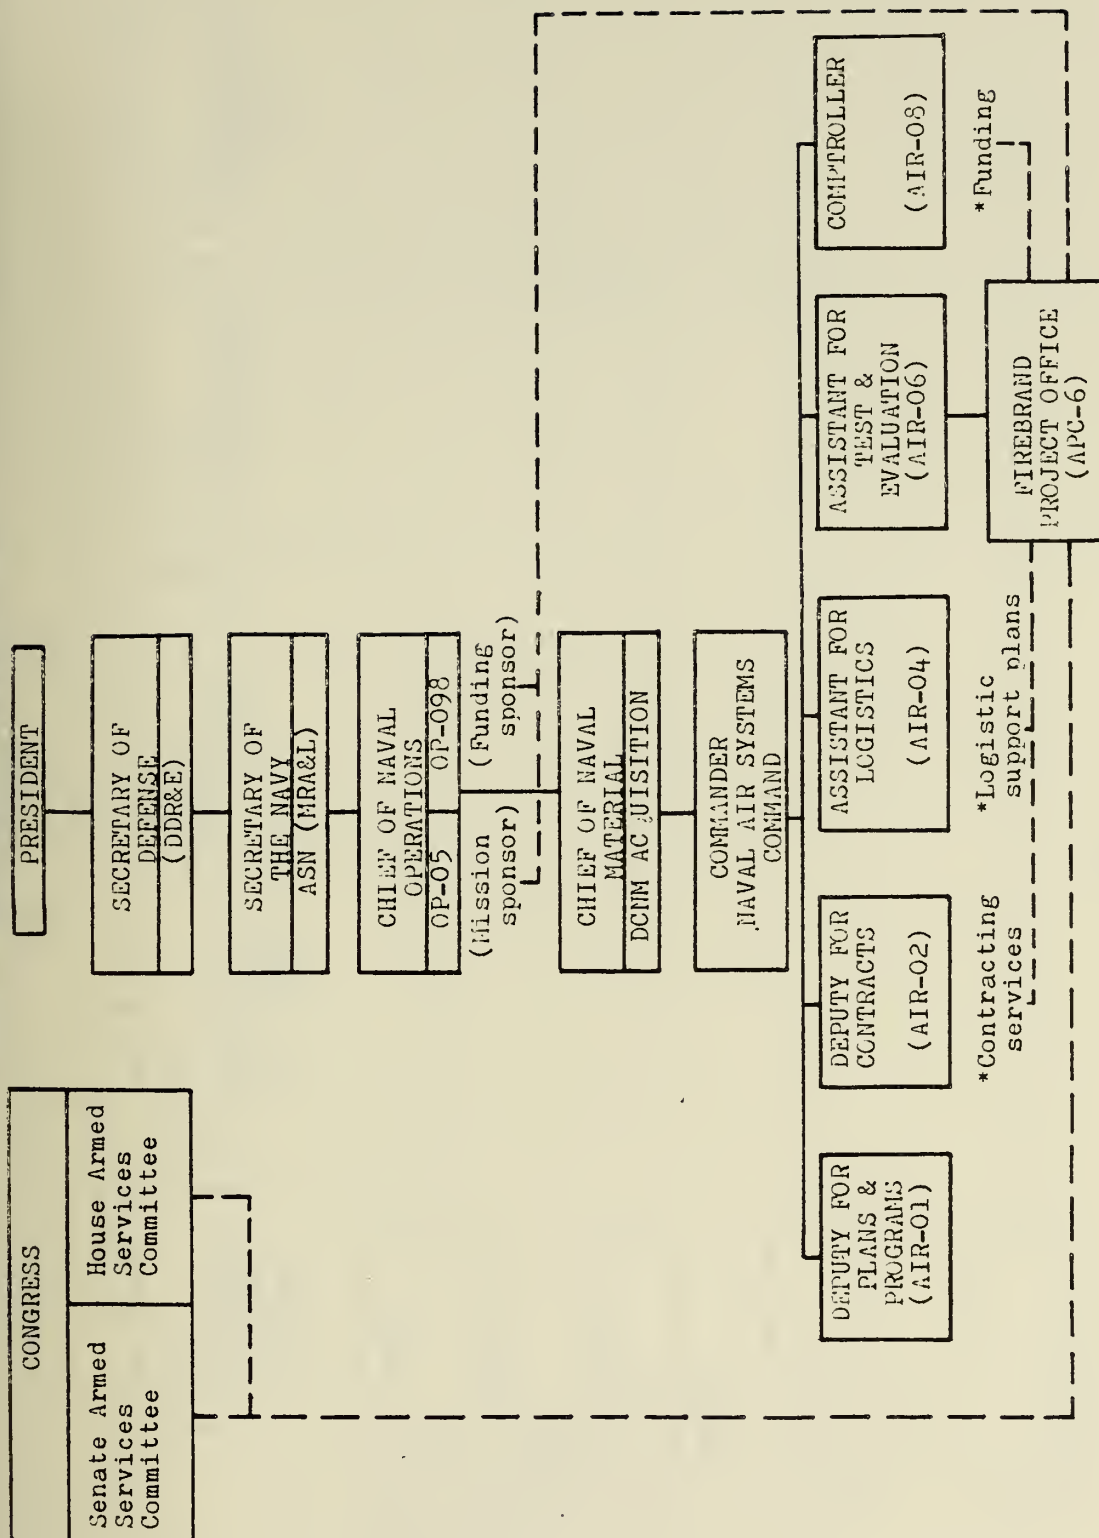 CONGRESS
Senate Armed
Services
Committee
House Armed
Services
Committee
PRESIDENT
SECRETARY OF
DEFENSE
(DDR&E)
SECRETARY OF
THE NAVY
ASN (MRA&L)
CHIEF OF NAVAL
OPERATIONS
OP-05 OP-098
(Mission
sponsor)
(Funding
sponsor)
CHIEF OF NAVAL
MATERIAL
DCNM ACQUISITION
COMMANDER
NAVAL AIR SYSTEMS
COMMAND
DEPUTY FOR
PLANS &
PROGRAMS
(AIR-01)
DEPUTY FOR
CONTRACTS
(AIR-02)
ASSISTANT FOR
LOGISTICS
(AIR-04)
ASSISTANT FOR
TEST &
EVALUATION
(AIR-06)
COMPTROLLER
(AIR-08)
*Contracting
services
*Logistic
support plans
*Funding
FIREBRAND
PROJECT OFFICE
(APC-6)